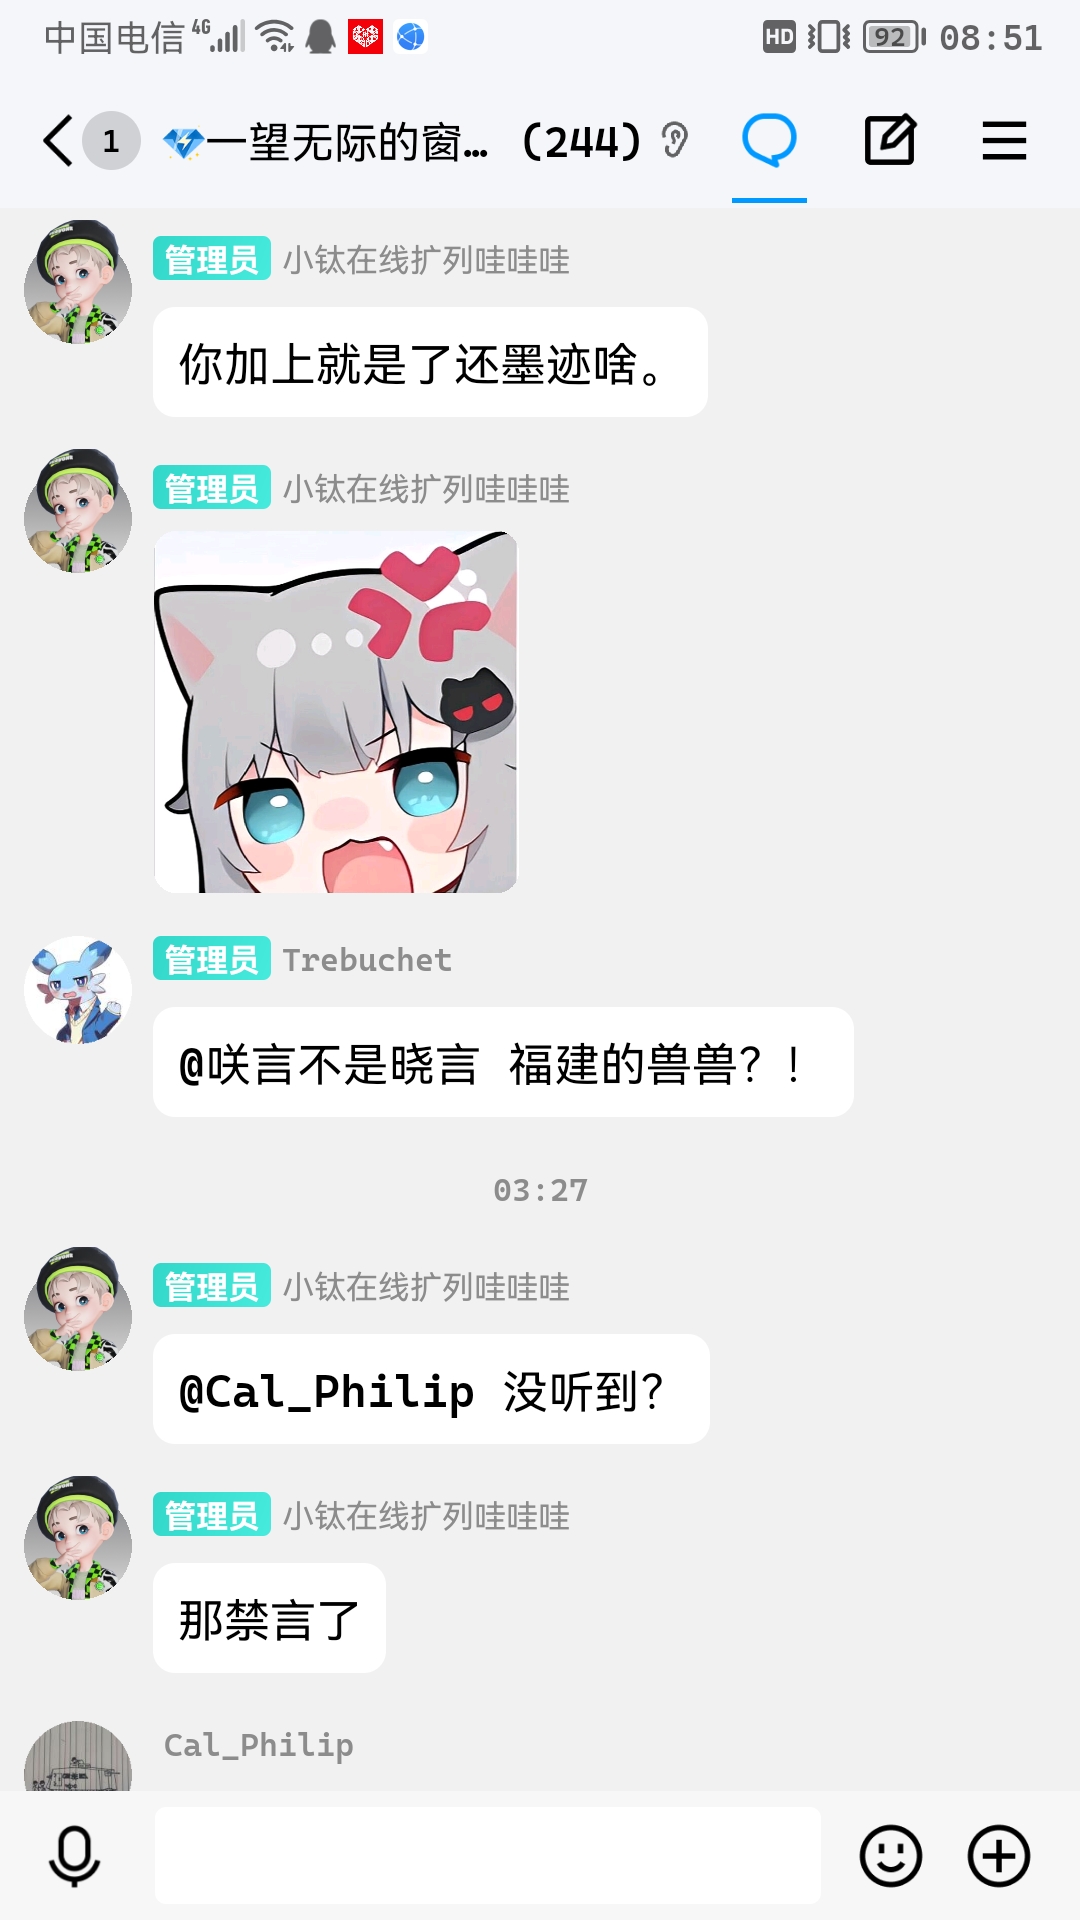 中国电信 4G HD 92 08:51
1 💎一望无际的窗… (244)
管理员 小钛在线扩列哇哇哇
你加上就是了还墨迹啥。
管理员 小钛在线扩列哇哇哇
管理员 Trebuchet
@咲言不是晓言 福建的兽兽？！
03:27
管理员 小钛在线扩列哇哇哇
@Cal_Philip 没听到？
管理员 小钛在线扩列哇哇哇
那禁言了
Cal_Philip